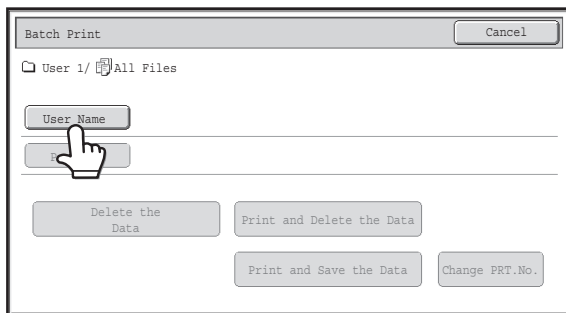 Batch Print
Cancel
User 1/ All Files
User Name
Delete the
Data
Print and Delete the Data
Print and Save the Data
Change PRT.No.